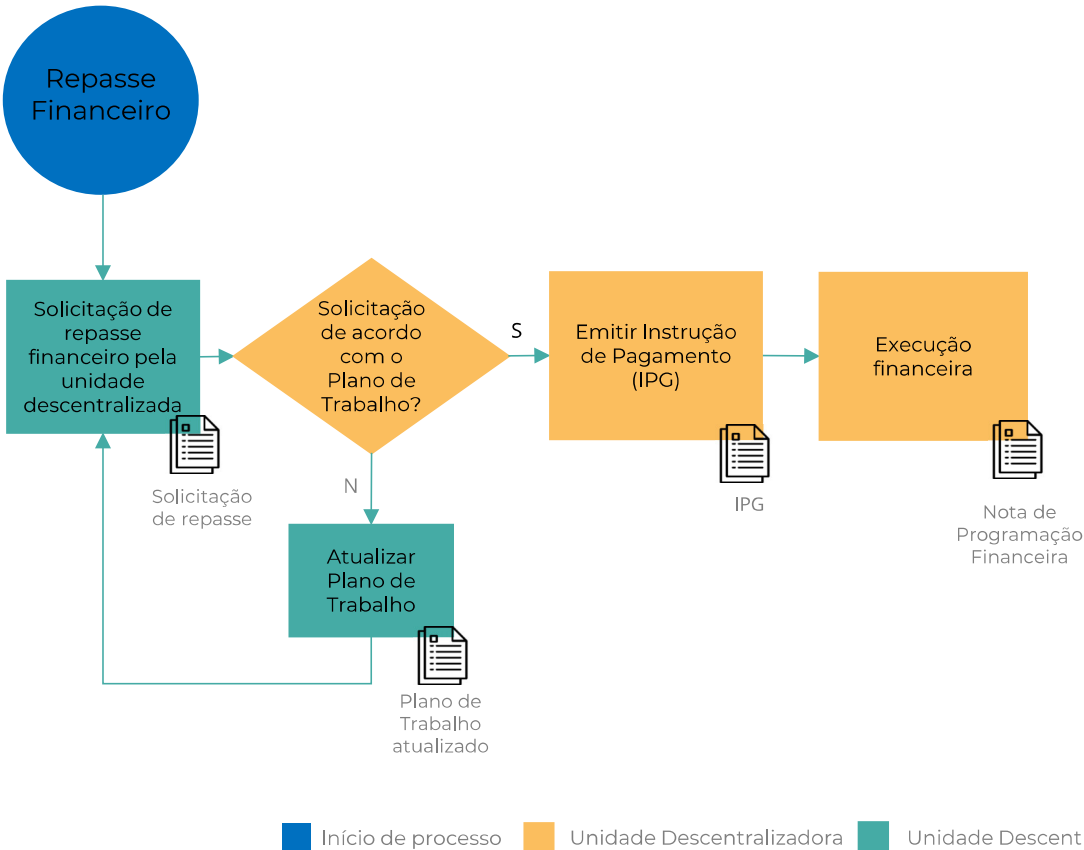 Repasse
Financeiro
Solicitação de
repasse
financeiro pela
unidade
descentralizada
Solicitação
de repasse
Solicitação
de acordo
com o
Plano de
Trabalho?
S
N
Emitir Instrução
de Pagamento
(IPG)
IPG
Execução
financeira
Nota de
Programação
Financeira
Atualizar
Plano de
Trabalho
Plano de
Trabalho
atualizado
Início de processo
Unidade Descentralizadora
Unidade Descent